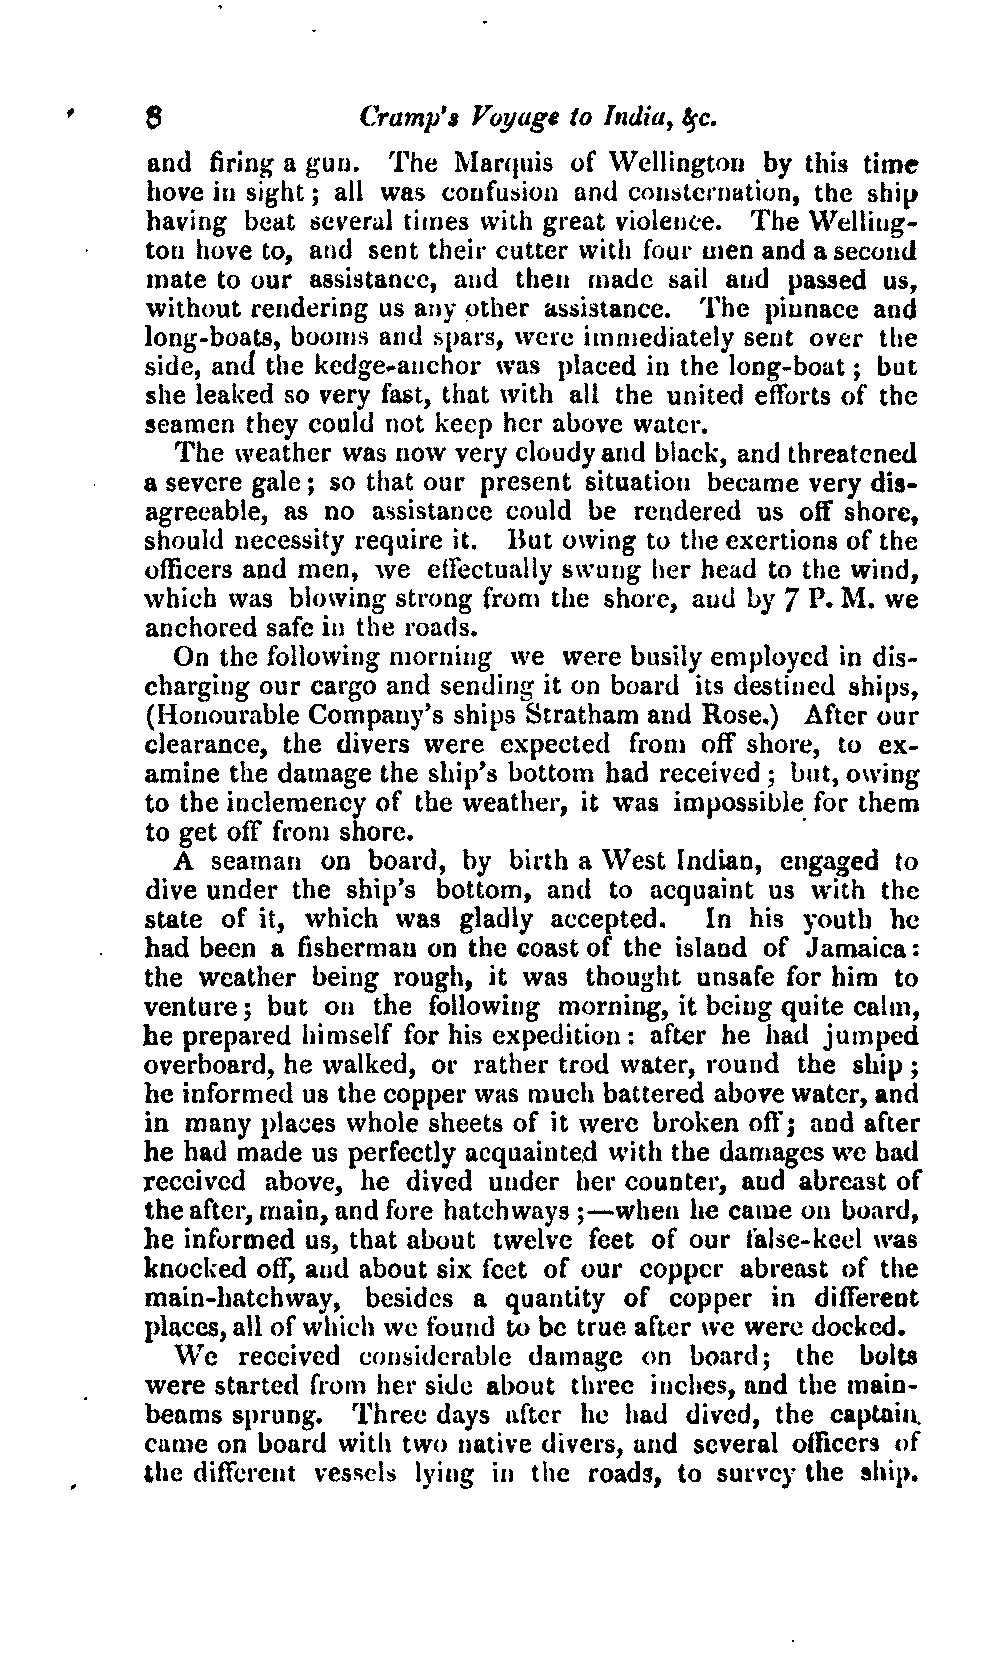 8 Cramp's Voyage to India, &c.
and firing a gun. The Marquis of Wellington by this time
hove in sight; all was confusion and consternation, the ship
having beat several times with great violence. The Welling-
ton hove to, and sent their cutter with four men and a second
mate to our assistance, and then made sail and passed us,
without rendering us any other assistance. The pinnace and
long-boats, booms and spars, were immediately sent over the
side, and the kedge-anchor was placed in the long-boat; but
she leaked so very fast, that with all the united efforts of the
seamen they could not keep her above water.
The weather was now very cloudy and black, and threatened
a severe gale; so that our present situation became very dis-
agreeable, as no assistance could be rendered us off shore,
should necessity require it. But owing to the exertions of the
officers and men, we effectually swung her head to the wind,
which was blowing strong from the shore, and by 7 P. M. we
anchored safe in the roads.
On the following morning we were busily employed in dis-
charging our cargo and sending it on board its destined ships,
(Honourable Company's ships Stratham and Rose.) After our
clearance, the divers were expected from off shore, to ex-
amine the damage the ship's bottom had received; but, owing
to the inclemency of the weather, it was impossible for them
to get off from shore.
A seaman on board, by birth a West Indian, engaged to
dive under the ship's bottom, and to acquaint us with the
state of it, which was gladly accepted. In his youth he
had been a fisherman on the coast of the island of Jamaica:
the weather being rough, it was thought unsafe for him to
venture; but on the following morning, it being quite calm,
he prepared himself for his expedition: after he had jumped
overboard, he walked, or rather trod water, round the ship;
he informed us the copper was much battered above water, and
in many places whole sheets of it were broken off; and after
he had made us perfectly acquainted with the damages we had
received above, he dived under her counter, and abreast of
the after, main, and fore hatchways;—when he came on board,
he informed us, that about twelve feet of our false-keel was
knocked off, and about six feet of our copper abreast of the
main-hatchway, besides a quantity of copper in different
places, all of which we found to be true after we were docked.
We received considerable damage on board; the bolts
were started from her side about three inches, and the main-
beams sprung. Three days after he had dived, the captain
came on board with two native divers, and several officers of
the different vessels lying in the roads, to survey the ship.